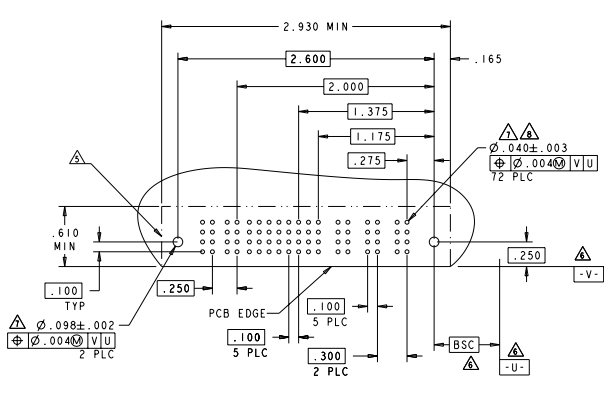 2.930 MIN
2.600
.165
2.000
1.375
1.175
.275
7 8
Ø.040±.003
⌖ Ø.004Ⓜ V U
72 PLC
5
.610
MIN
.100
TYP
.250
.250
6
-V-
PCB EDGE
7 Ø.098±.002
⌖ Ø.004Ⓜ V U
2 PLC
.100
5 PLC
.100
5 PLC
.300
2 PLC
BSC
6
6
-U-